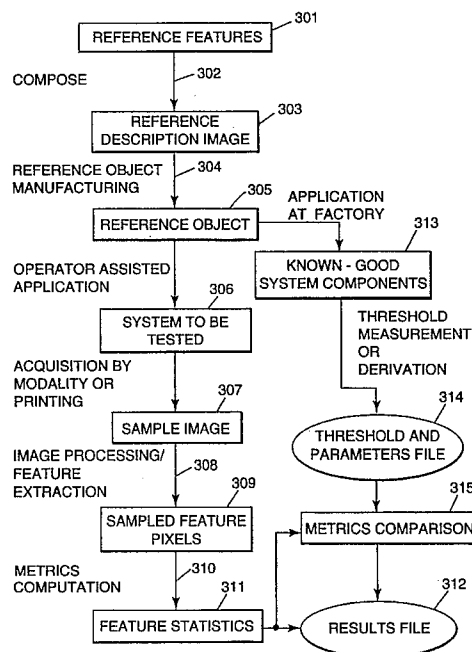 301
REFERENCE FEATURES
302
COMPOSE
303
REFERENCE
DESCRIPTION IMAGE
REFERENCE OBJECT
MANUFACTURING
304
305
REFERENCE OBJECT
APPLICATION
AT FACTORY
313
KNOWN - GOOD
SYSTEM COMPONENTS
OPERATOR ASSISTED
APPLICATION
306
SYSTEM TO BE
TESTED
THRESHOLD
MEASUREMENT
OR
DERIVATION
ACQUISITION BY
MODALITY OR
PRINTING
307
SAMPLE IMAGE
314
THRESHOLD AND
PARAMETERS FILE
IMAGE PROCESSING/
FEATURE
EXTRACTION
308
309
SAMPLED FEATURE
PIXELS
315
METRICS COMPARISON
METRICS
COMPUTATION
310
311
FEATURE STATISTICS
312
RESULTS FILE